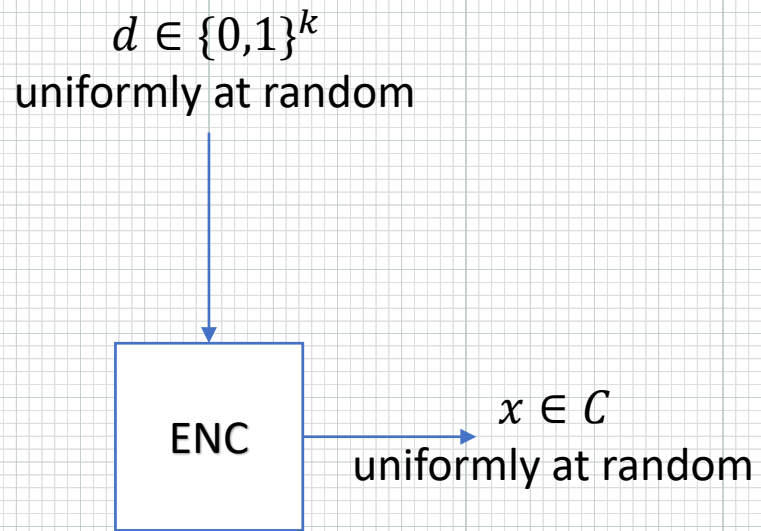 d ∈ {0,1}^k
uniformly at random
ENC
x ∈ C
uniformly at random